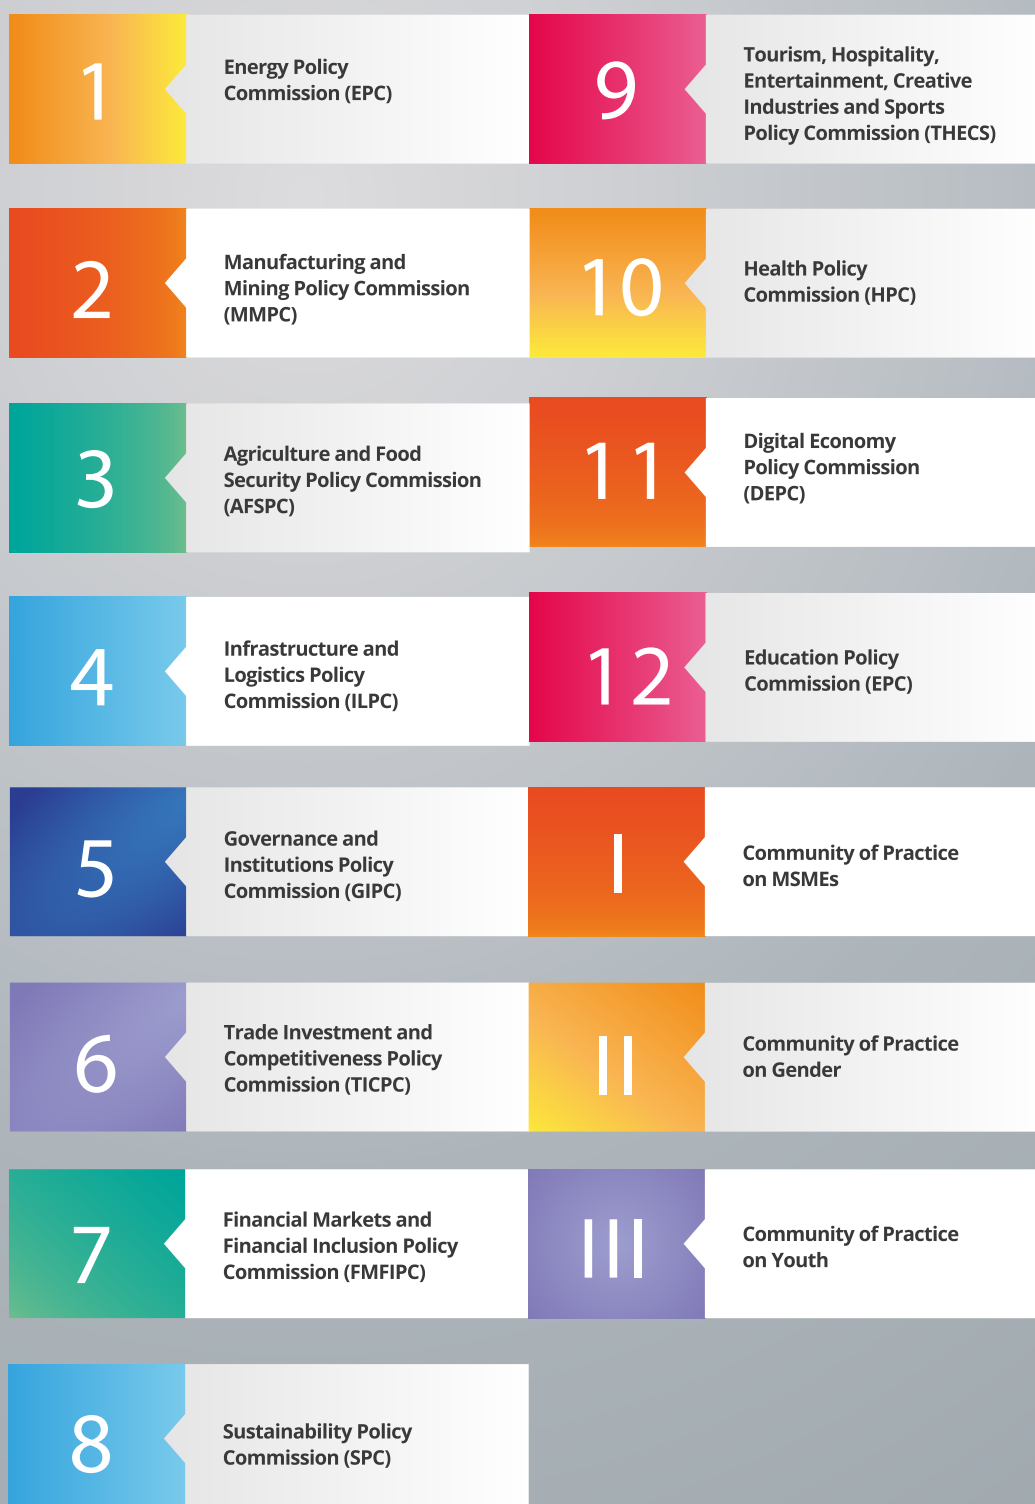 1
Energy Policy
Commission (EPC)
2
Manufacturing and
Mining Policy Commission
(MMPC)
3
Agriculture and Food
Security Policy Commission
(AFSPC)
4
Infrastructure and
Logistics Policy
Commission (ILPC)
5
Governance and
Institutions Policy
Commission (GIPC)
6
Trade Investment and
Competitiveness Policy
Commission (TICPC)
7
Financial Markets and
Financial Inclusion Policy
Commission (FMFIPC)
8
Sustainability Policy
Commission (SPC)
9
Tourism, Hospitality,
Entertainment, Creative
Industries and Sports
Policy Commission (THECS)
10
Health Policy
Commission (HPC)
11
Digital Economy
Policy Commission
(DEPC)
12
Education Policy
Commission (EPC)
I
Community of Practice
on MSMEs
II
Community of Practice
on Gender
III
Community of Practice
on Youth